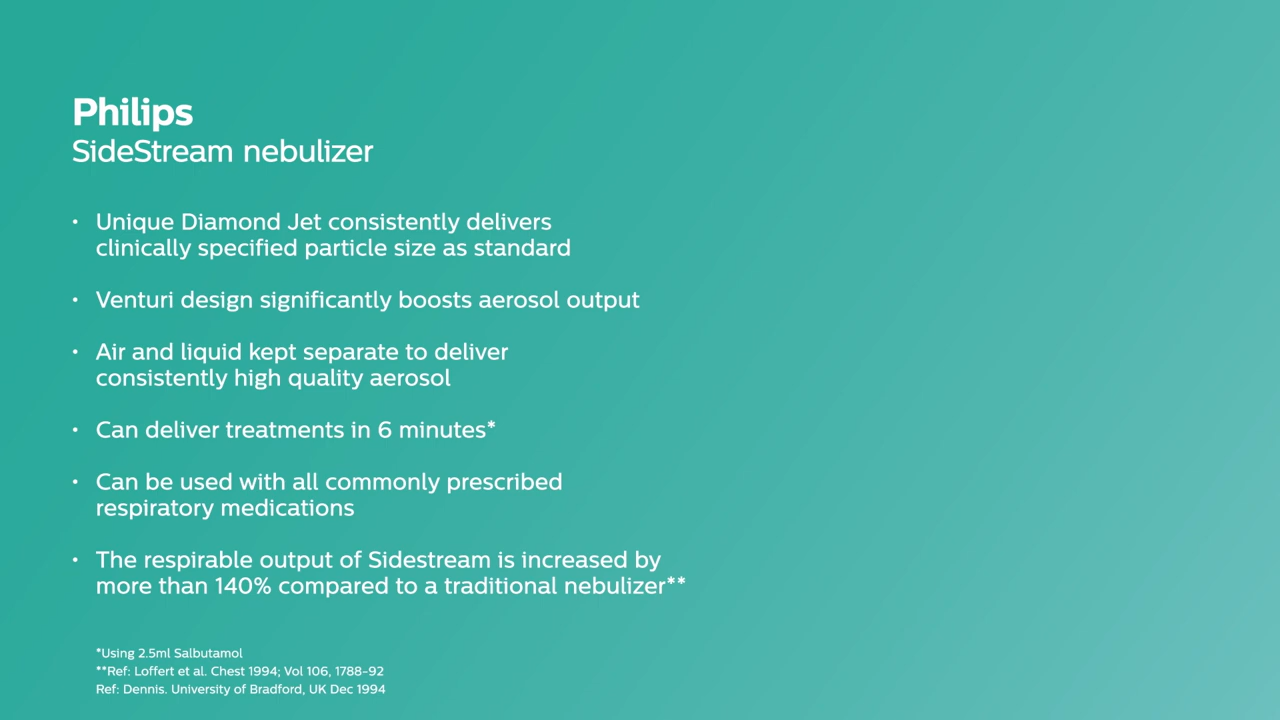 Philips
SideStream nebulizer
• Unique Diamond Jet consistently delivers
clinically specified particle size as standard
• Venturi design significantly boosts aerosol output
• Air and liquid kept separate to deliver
consistently high quality aerosol
• Can deliver treatments in 6 minutes*
• Can be used with all commonly prescribed
respiratory medications
• The respirable output of Sidestream is increased by
more than 140% compared to a traditional nebulizer**
*Using 2.5ml Salbutamol
**Ref: Loffert et al. Chest 1994; Vol 106, 1788-92
Ref: Dennis. University of Bradford, UK Dec 1994